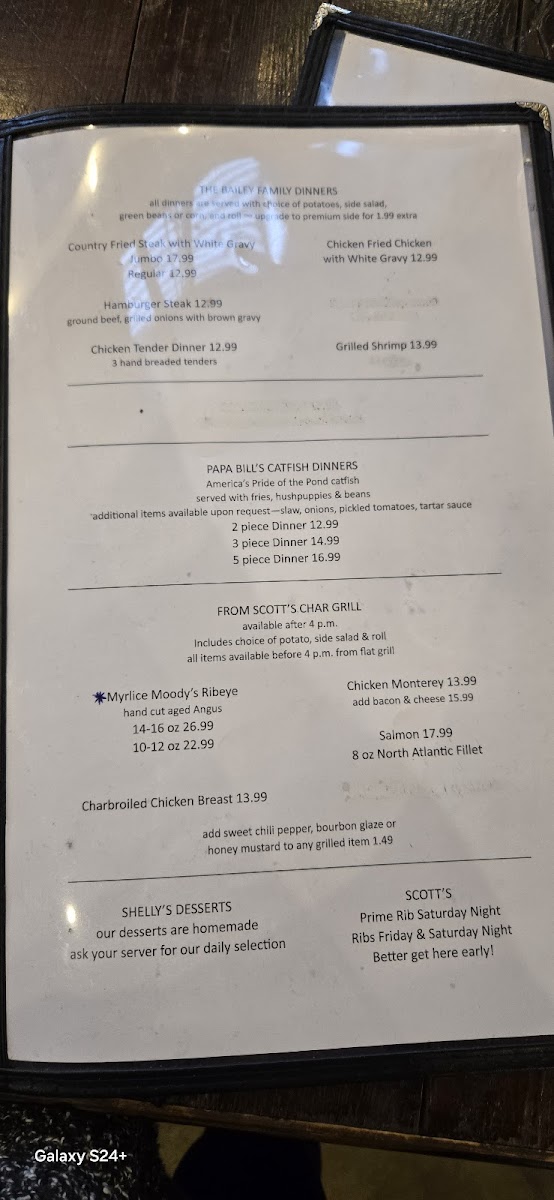 THE BAILEY FAMILY DINNERS
all dinners are served with choice of potatoes, side salad,
green beans or corn, and roll — upgrade to premium side for 1.99 extra
Country Fried Steak with White Gravy
Jumbo 17.99
Regular 12.99
Chicken Fried Chicken
with White Gravy 12.99
Hamburger Steak 12.99
ground beef, grilled onions with brown gravy
Chicken Tender Dinner 12.99
3 hand breaded tenders
Grilled Shrimp 13.99
PAPA BILL'S CATFISH DINNERS
America's Pride of the Pond catfish
served with fries, hushpuppies & beans
*additional items available upon request—slaw, onions, pickled tomatoes, tartar sauce
2 piece Dinner 12.99
3 piece Dinner 14.99
5 piece Dinner 16.99
FROM SCOTT'S CHAR GRILL
available after 4 p.m.
Includes choice of potato, side salad & roll
all items available before 4 p.m. from flat grill
*Myrlice Moody's Ribeye
hand cut aged Angus
14-16 oz 26.99
10-12 oz 22.99
Chicken Monterey 13.99
add bacon & cheese 15.99
Salmon 17.99
8 oz North Atlantic Fillet
Charbroiled Chicken Breast 13.99
add sweet chili pepper, bourbon glaze or
honey mustard to any grilled item 1.49
SHELLY'S DESSERTS
our desserts are homemade
ask your server for our daily selection
SCOTT'S
Prime Rib Saturday Night
Ribs Friday & Saturday Night
Better get here early!
Galaxy S24+